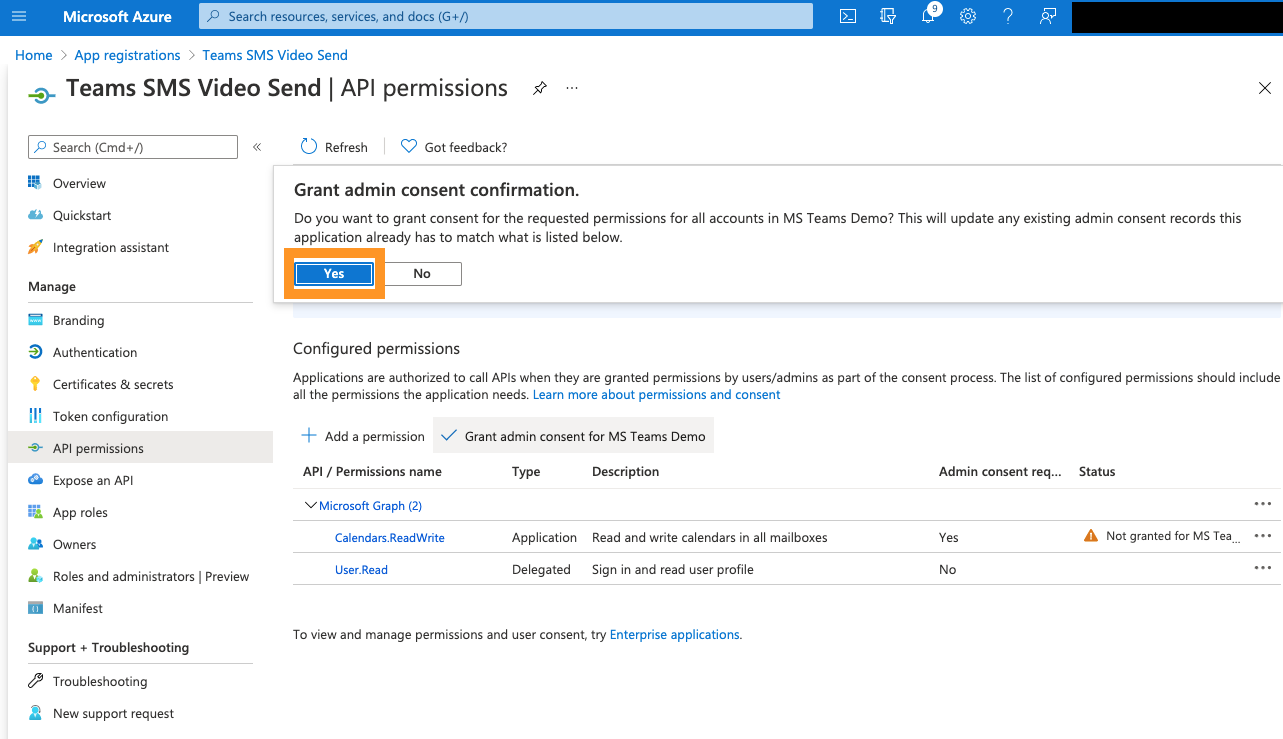 Microsoft Azure
Search resources, services, and docs (G+/)
9
Home > App registrations > Teams SMS Video Send
Teams SMS Video Send | API permissions
Search (Cmd+/)
Refresh
Got feedback?
Overview
Quickstart
Integration assistant
Manage
Branding
Authentication
Certificates & secrets
Token configuration
API permissions
Expose an API
App roles
Owners
Roles and administrators | Preview
Manifest
Support + Troubleshooting
Troubleshooting
New support request
Grant admin consent confirmation.
Do you want to grant consent for the requested permissions for all accounts in MS Teams Demo? This will update any existing admin consent records this
application already has to match what is listed below.
Yes No
Configured permissions
Applications are authorized to call APIs when they are granted permissions by users/admins as part of the consent process. The list of configured permissions should include
all the permissions the application needs. Learn more about permissions and consent
Add a permission Grant admin consent for MS Teams Demo
API / Permissions name Type Description Admin consent req... Status
Microsoft Graph (2)
Calendars.ReadWrite Application Read and write calendars in all mailboxes Yes Not granted for MS Tea...
User.Read Delegated Sign in and read user profile No
To view and manage permissions and user consent, try Enterprise applications.